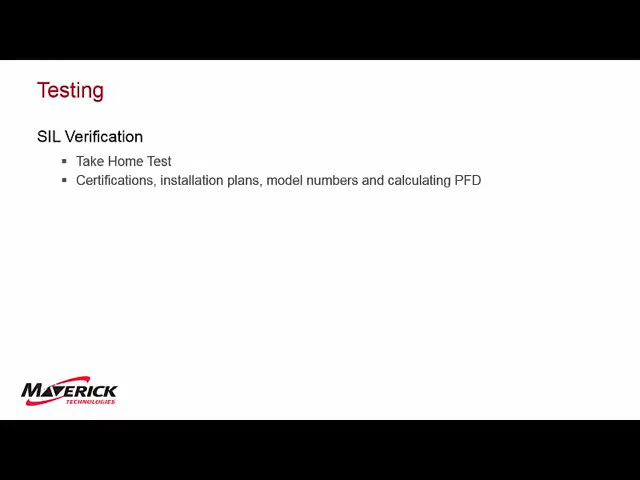 Testing
SIL Verification
Take Home Test
Certifications, installation plans, model numbers and calculating PFD
MAVERICK
TECHNOLOGIES